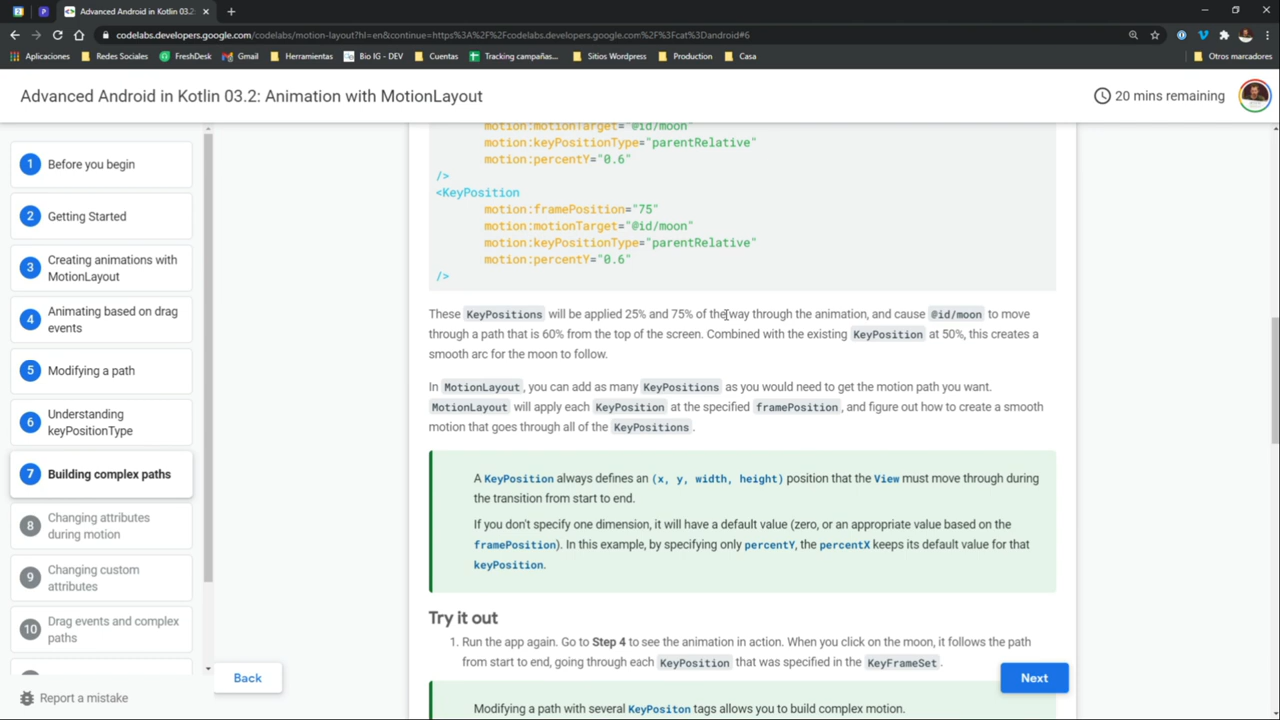 Advanced Android in Kotlin 03.2
codelabs.developers.google.com/codelabs/motion-layout?hl=en&continue=https%3A%2F%2Fcodelabs.developers.google.com%2F%3Fcat%3Dandroid#6
Aplicaciones Redes Sociales FreshDesk Gmail Herramientas Bio IG - DEV Cuentas Tracking campañas... Sitios Wordpress Production Casa Otros marcadores
Advanced Android in Kotlin 03.2: Animation with MotionLayout
20 mins remaining
1 Before you begin
2 Getting Started
3 Creating animations with
MotionLayout
4 Animating based on drag
events
5 Modifying a path
6 Understanding
keyPositionType
7 Building complex paths
8 Changing attributes
during motion
9 Changing custom
attributes
10 Drag events and complex
paths
Report a mistake
motion:motionTarget="@id/moon"
motion:keyPositionType="parentRelative"
motion:percentY="0.6"
/>
<KeyPosition
motion:framePosition="75"
motion:motionTarget="@id/moon"
motion:keyPositionType="parentRelative"
motion:percentY="0.6"
/>
These KeyPositions will be applied 25% and 75% of the way through the animation, and cause @id/moon to move
through a path that is 60% from the top of the screen. Combined with the existing KeyPosition at 50%, this creates a
smooth arc for the moon to follow.
In MotionLayout, you can add as many KeyPositions as you would need to get the motion path you want.
MotionLayout will apply each KeyPosition at the specified framePosition, and figure out how to create a smooth
motion that goes through all of the KeyPositions.
A KeyPosition always defines an (x, y, width, height) position that the View must move through during
the transition from start to end.
If you don't specify one dimension, it will have a default value (zero, or an appropriate value based on the
framePosition). In this example, by specifying only percentY, the percentX keeps its default value for that
keyPosition.
Try it out
1. Run the app again. Go to Step 4 to see the animation in action. When you click on the moon, it follows the path
from start to end, going through each KeyPosition that was specified in the KeyFrameSet.
Modifying a path with several KeyPositon tags allows you to build complex motion.
Back
Next